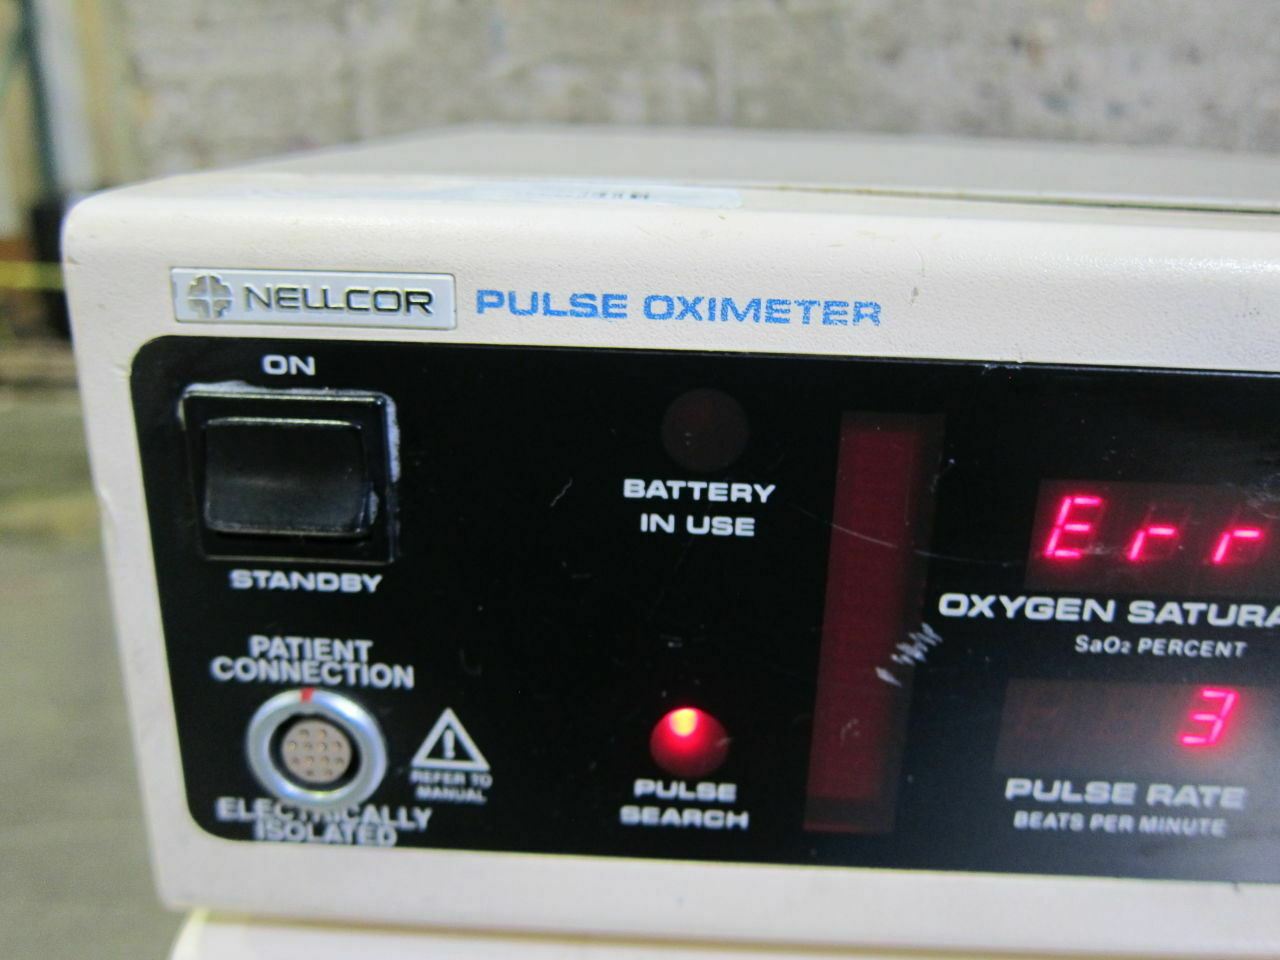 NELLCOR PULSE OXIMETER
ON
STANDBY
BATTERY
IN USE
Err
OXYGEN SATURA
SaO2 PERCENT
PATIENT
CONNECTION
REFER TO
MANUAL
ELECTRICALLY
ISOLATED
PULSE
SEARCH
3
PULSE RATE
BEATS PER MINUTE